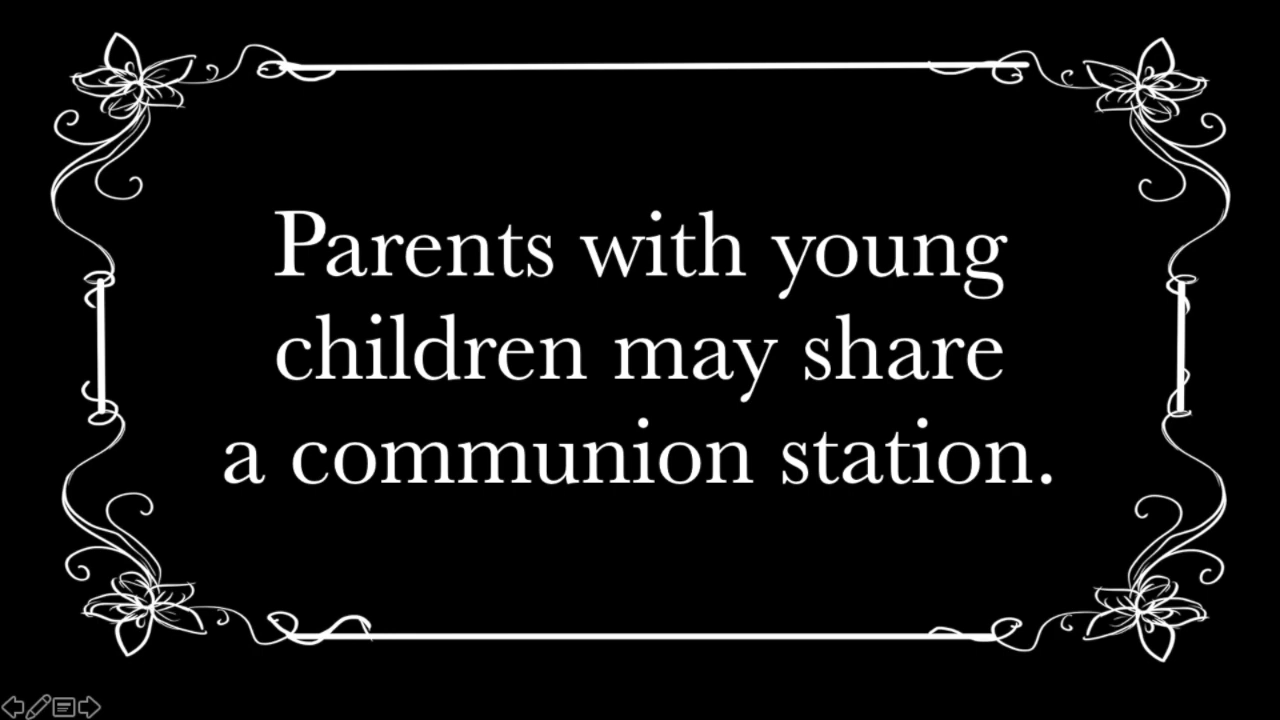 Parents with young
children may share
a communion station.